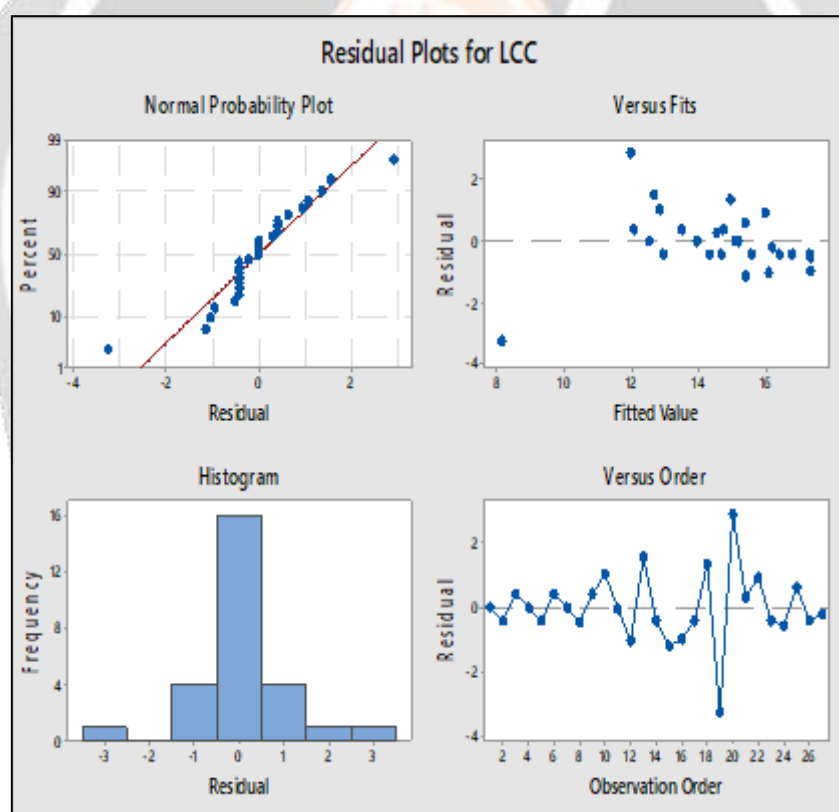 Residual Plots for LCC
Normal Probability Plot
Percent
99
90
50
10
1
-4 -2 0 2
Residual
Versus Fits
Residual
2
0
-2
-4
8 10 12 14 16
Fitted Value
Histogram
Frequency
16
12
8
4
0
-3 -2 -1 0 1 2 3
Residual
Versus Order
Residual
2
0
-2
-4
2 4 6 8 10 12 14 16 18 20 22 24 26
Observation Order